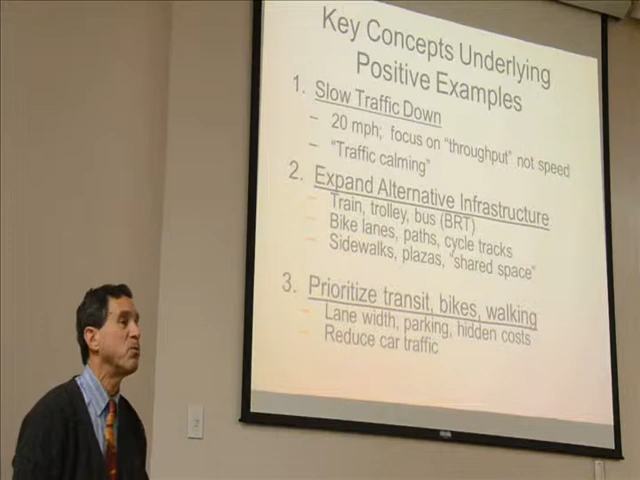 Key Concepts Underlying
Positive Examples
1. Slow Traffic Down
– 20 mph; focus on "throughput" not speed
– "Traffic calming"
2. Expand Alternative Infrastructure
– Train, trolley, bus (BRT)
– Bike lanes, paths, cycle tracks
– Sidewalks, plazas, "shared space"
3. Prioritize transit, bikes, walking
– Lane width, parking, hidden costs
– Reduce car traffic